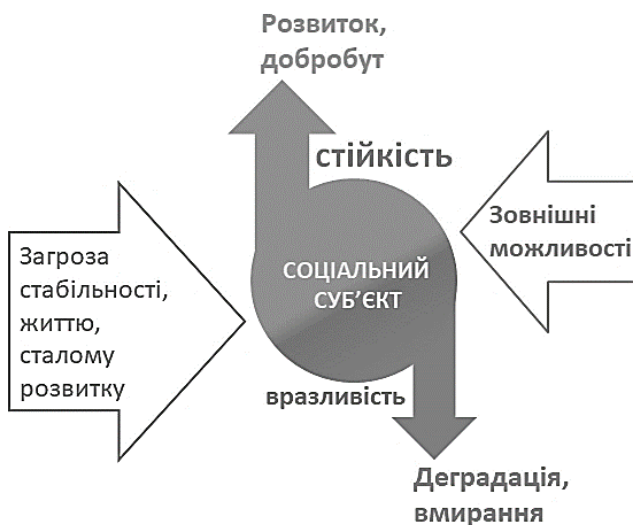 Розвиток,
добробут
стійкість
Зовнішні
можливості
Загроза
стабільності,
життю,
сталому
розвитку
СОЦІАЛЬНИЙ
СУБ’ЄКТ
вразливість
Деградація,
вмирання